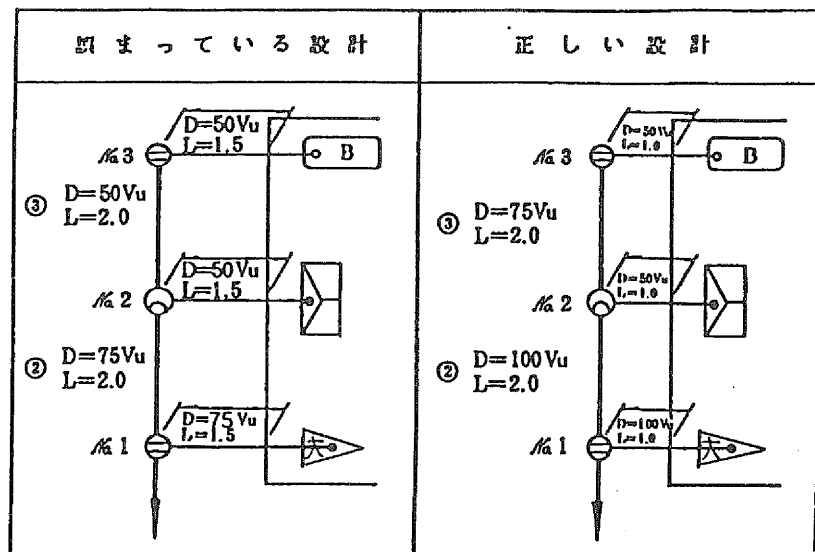 誤まっている設計
D=50Vu
L=1.5
№3
B
③ D=50Vu
L=2.0
D=50Vu
L=1.5
№2
② D=75Vu
L=2.0
D=75Vu
L=1.5
№1
大
正しい設計
D=50Vu
L=1.0
№3
B
③ D=75Vu
L=2.0
D=50Vu
L=1.0
№2
② D=100Vu
L=2.0
D=100Vu
L=1.0
№1
大